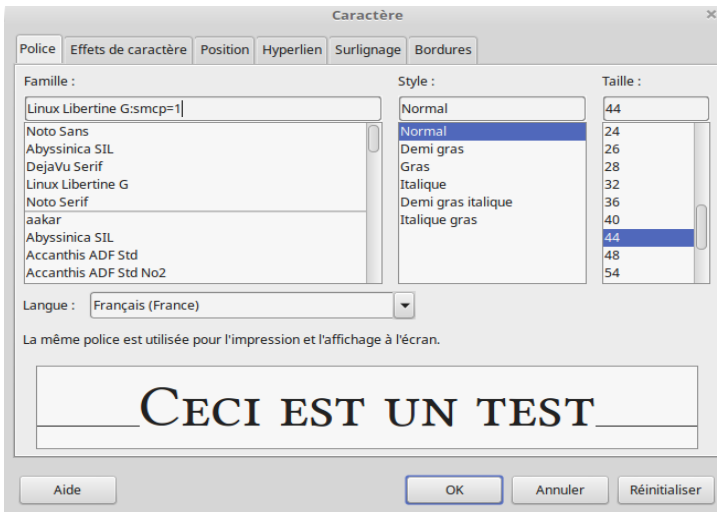 Caractère ×
Police Effets de caractère Position Hyperlien Surlignage Bordures
Famille : Style : Taille :
Linux Libertine G:smcp=1 Normal 44
Noto Sans Normal 24
Abyssinica SIL Demi gras 26
DejaVu Serif Gras 28
Linux Libertine G Italique 32
Noto Serif Demi gras italique 36
aakar Italique gras 40
Abyssinica SIL 44
Accanthis ADF Std 48
Accanthis ADF Std No2 54
Langue : Français (France)
La même police est utilisée pour l'impression et l'affichage à l'écran.
Ceci est un test
Aide OK Annuler Réinitialiser